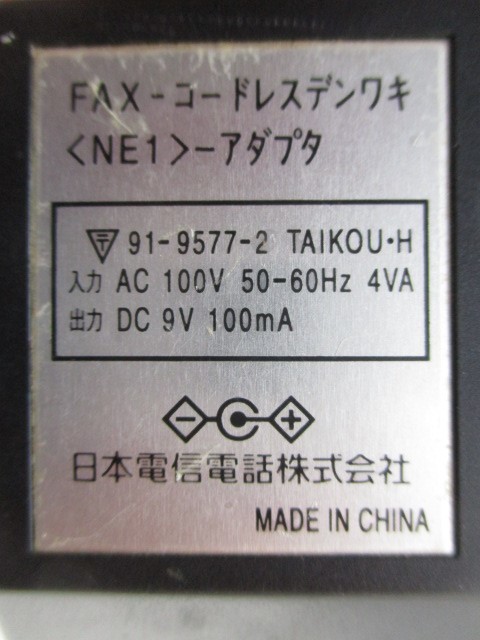 FAX-コードレスデンワキ
<NE1>-アダプタ
〒 91-9577-2 TAIKOU・H
入力 AC 100V 50-60Hz 4VA
出力 DC 9V 100mA
日本電信電話株式会社
MADE IN CHINA